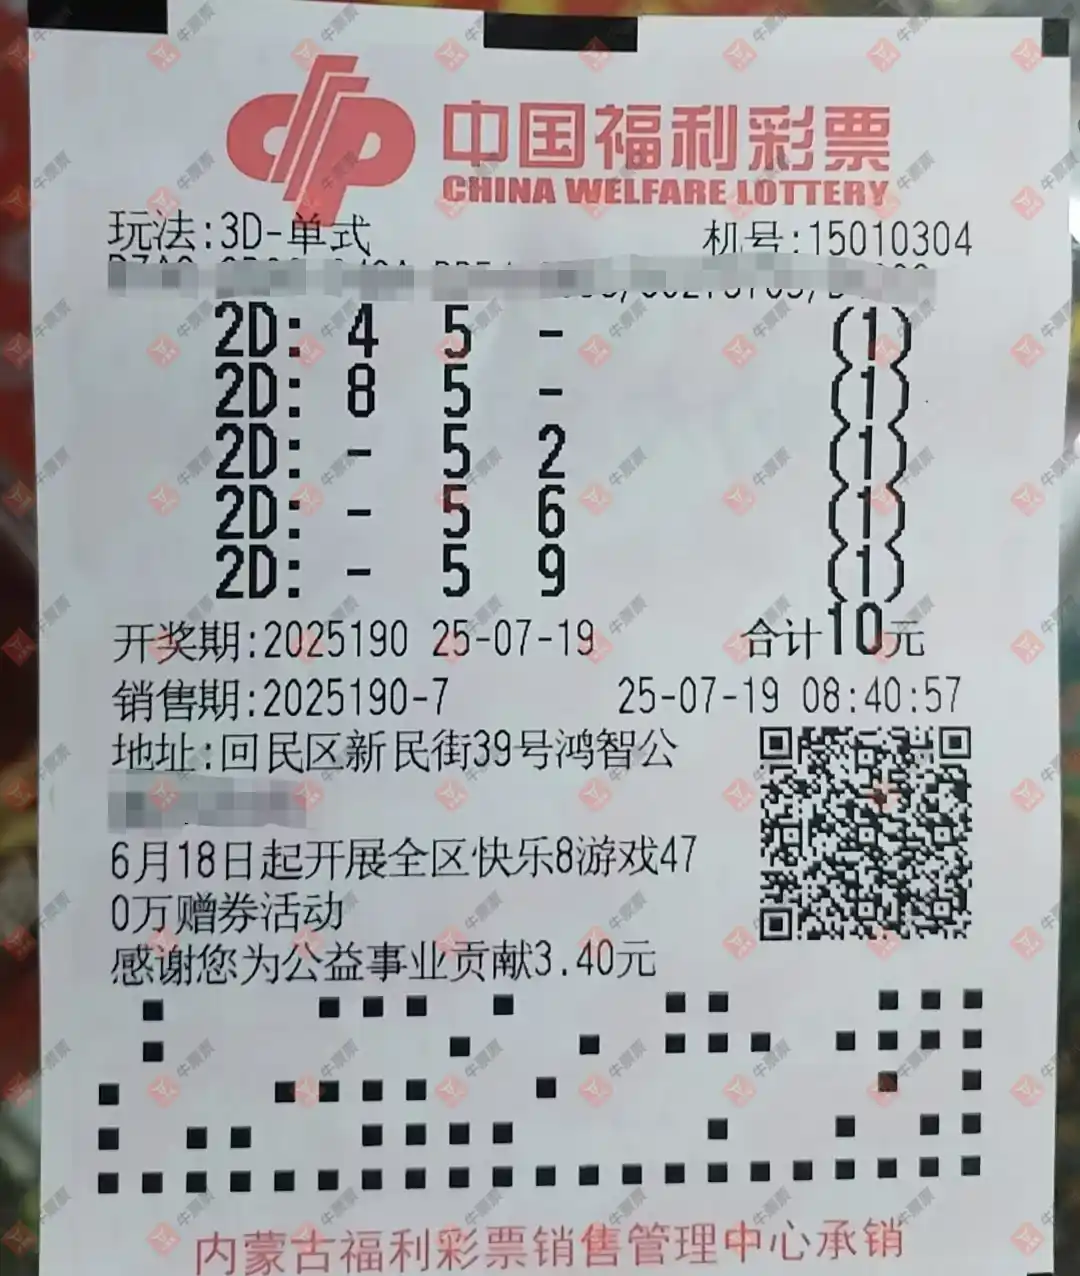 中国福利彩票
CHINA WELFARE LOTTERY
玩法:3D-单式 机号:15010304
2D: 4 5 - (1)
2D: 8 5 - (1)
2D: - 5 2 (1)
2D: - 5 6 (1)
2D: - 5 9 (1)
开奖期:2025190 25-07-19 合计10元
销售期:2025190-7 25-07-19 08:40:57
地址:回民区新民街39号鸿智公
6月18日起开展全区快乐8游戏47
0万赠券活动
感谢您为公益事业贡献3.40元
内蒙古福利彩票销售管理中心承销
牛票票